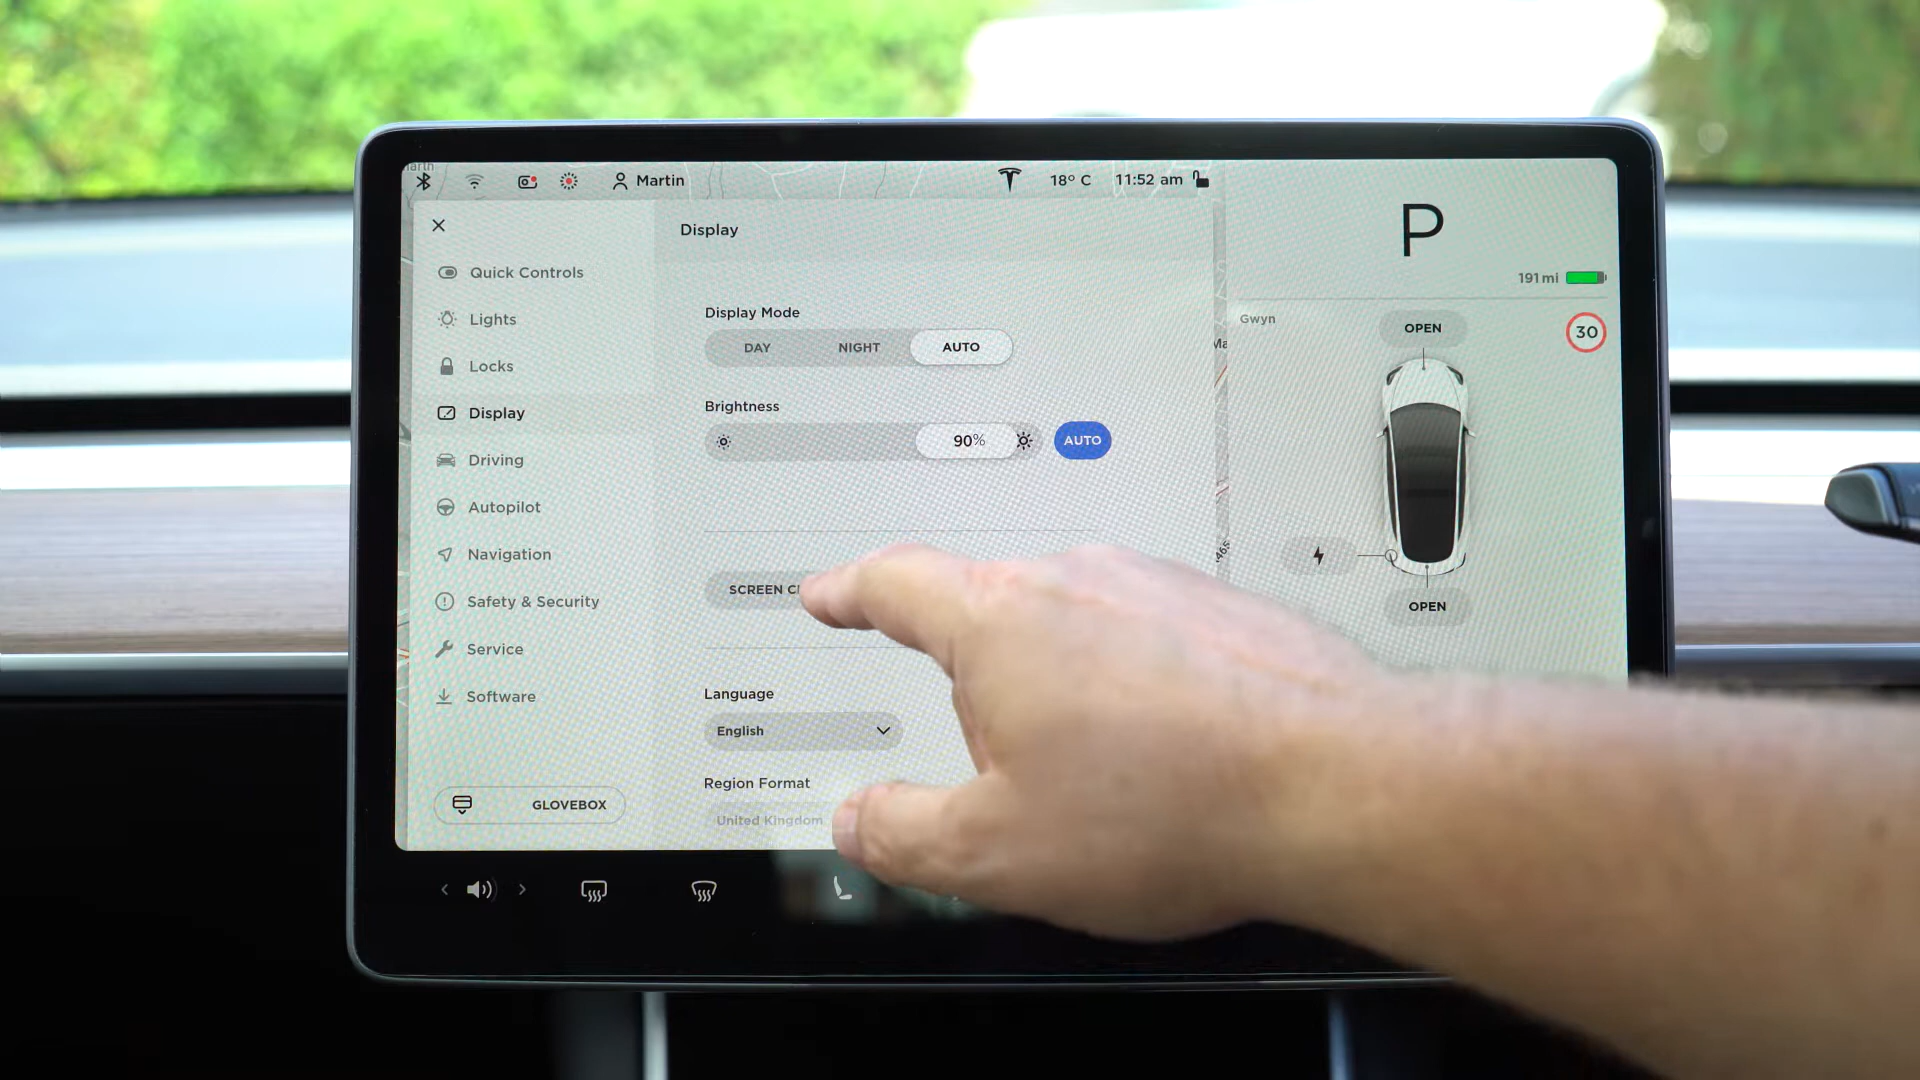 Martin
18° C
11:52 am
Display
Quick Controls
Lights
Locks
Display
Driving
Autopilot
Navigation
Safety & Security
Service
Software
GLOVEBOX
Display Mode
DAY
NIGHT
AUTO
Brightness
90%
AUTO
SCREEN
Language
English
Region Format
United Kingdom
P
191 mi
Gwyn
OPEN
30
OPEN